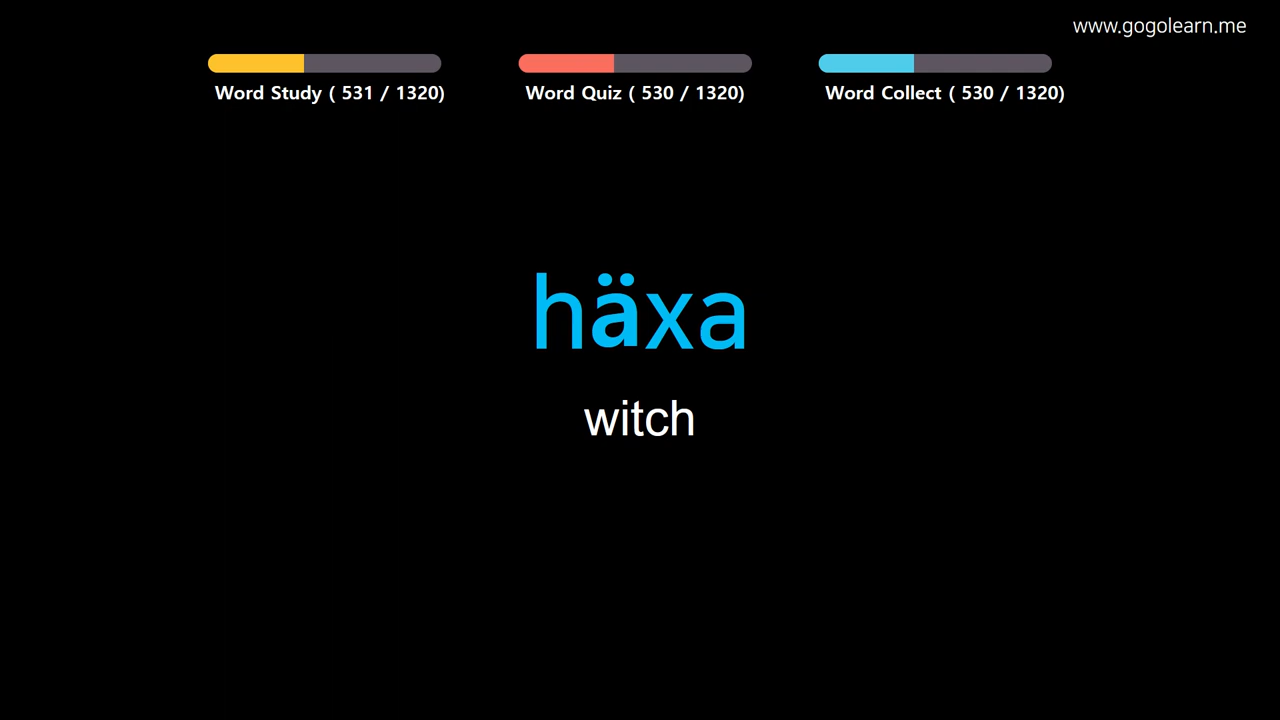 www.gogolearn.me
Word Study ( 531 / 1320)
Word Quiz ( 530 / 1320)
Word Collect ( 530 / 1320)
häxa
witch